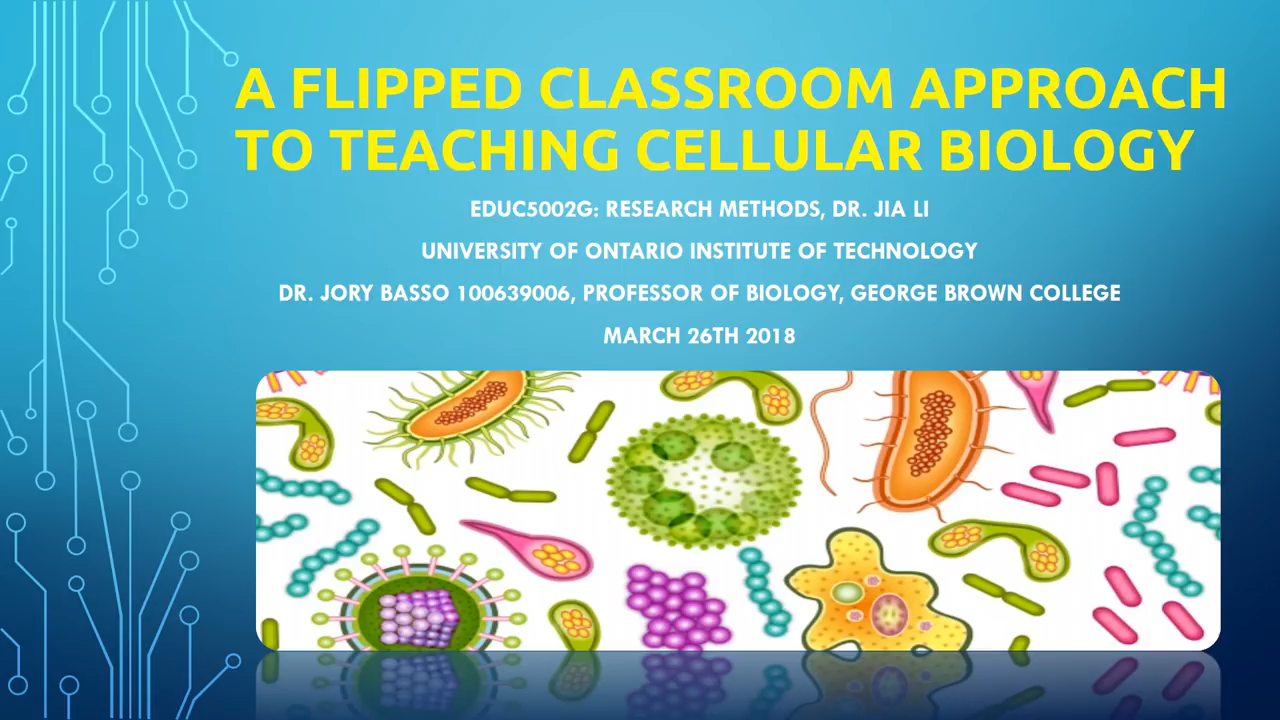 A FLIPPED CLASSROOM APPROACH
TO TEACHING CELLULAR BIOLOGY
EDUC5002G: RESEARCH METHODS, DR. JIA LI
UNIVERSITY OF ONTARIO INSTITUTE OF TECHNOLOGY
DR. JORY BASSO 100639006, PROFESSOR OF BIOLOGY, GEORGE BROWN COLLEGE
MARCH 26TH 2018